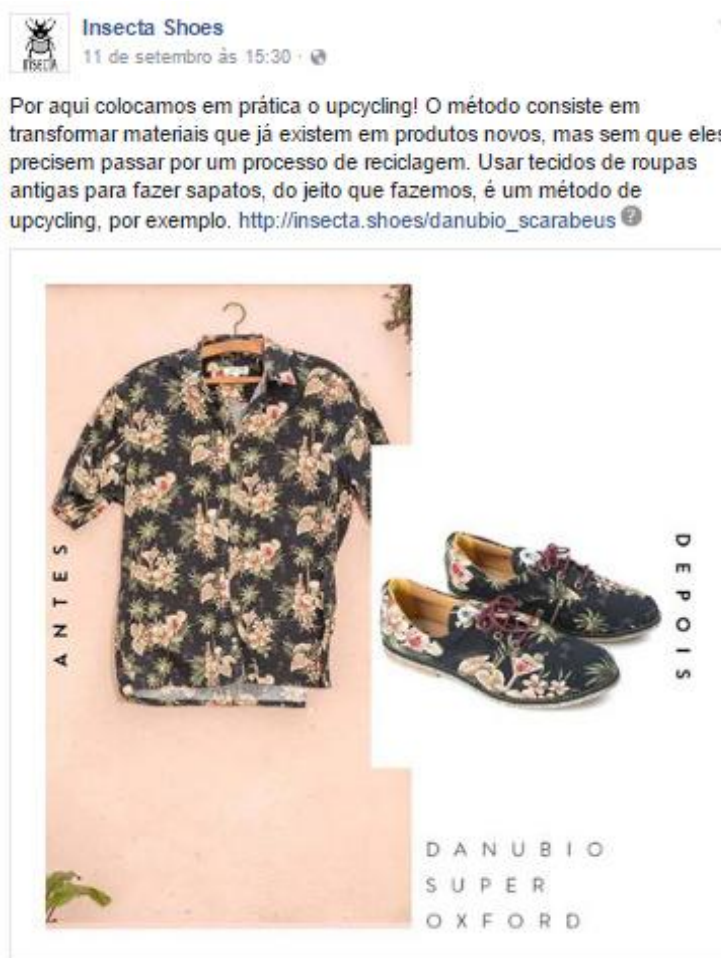 INSECTA
Insecta Shoes
11 de setembro às 15:30
Por aqui colocamos em prática o upcycling! O método consiste em
transformar materiais que já existem em produtos novos, mas sem que eles
precisem passar por um processo de reciclagem. Usar tecidos de roupas
antigas para fazer sapatos, do jeito que fazemos, é um método de
upcycling, por exemplo. http://insecta.shoes/danubio_scarabeus
ANTES
DEPOIS
DANUBIO
SUPER
OXFORD